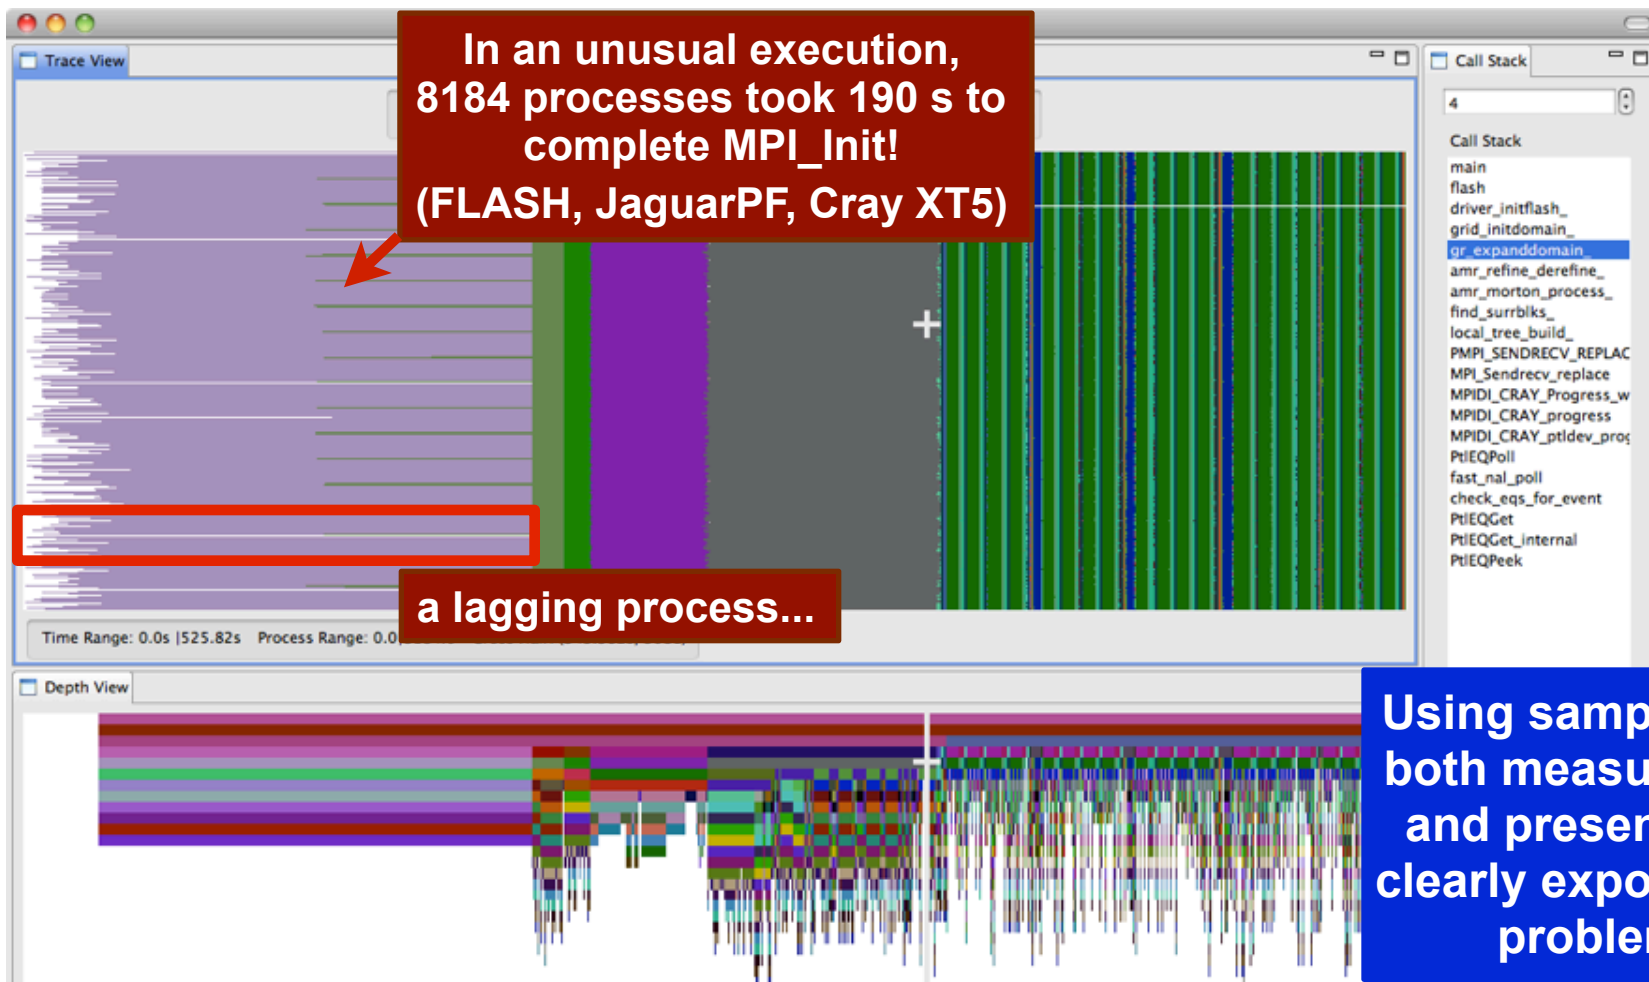 Trace View
In an unusual execution,
8184 processes took 190 s to
complete MPI_Init!
(FLASH, JaguarPF, Cray XT5)
a lagging process...
Time Range: 0.0s |525.82s Process Range: 0.0
Call Stack
4
Call Stack
main
flash
driver_initflash_
grid_initdomain_
gr_expanddomain_
amr_refine_derefine_
amr_morton_process_
find_surrblks_
local_tree_build_
PMPI_SENDRECV_REPLAC
MPI_Sendrecv_replace
MPIDI_CRAY_Progress_w
MPIDI_CRAY_progress
MPIDI_CRAY_ptldev_prog
PtlEQPoll
fast_nal_poll
check_eqs_for_event
PtlEQGet
PtlEQGet_internal
PtlEQPeek
Depth View
Using samp
both measu
and presen
clearly expo
proble